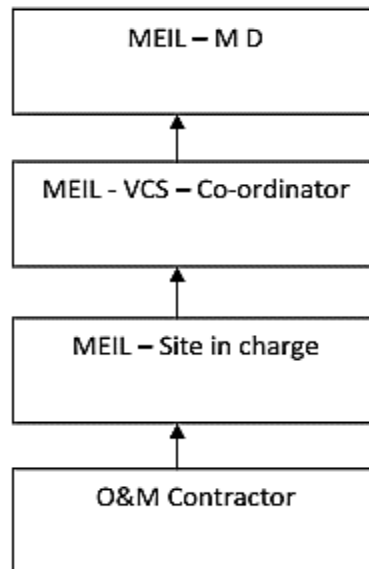 MEIL – M D
MEIL - VCS – Co-ordinator
MEIL – Site in charge
O&M Contractor